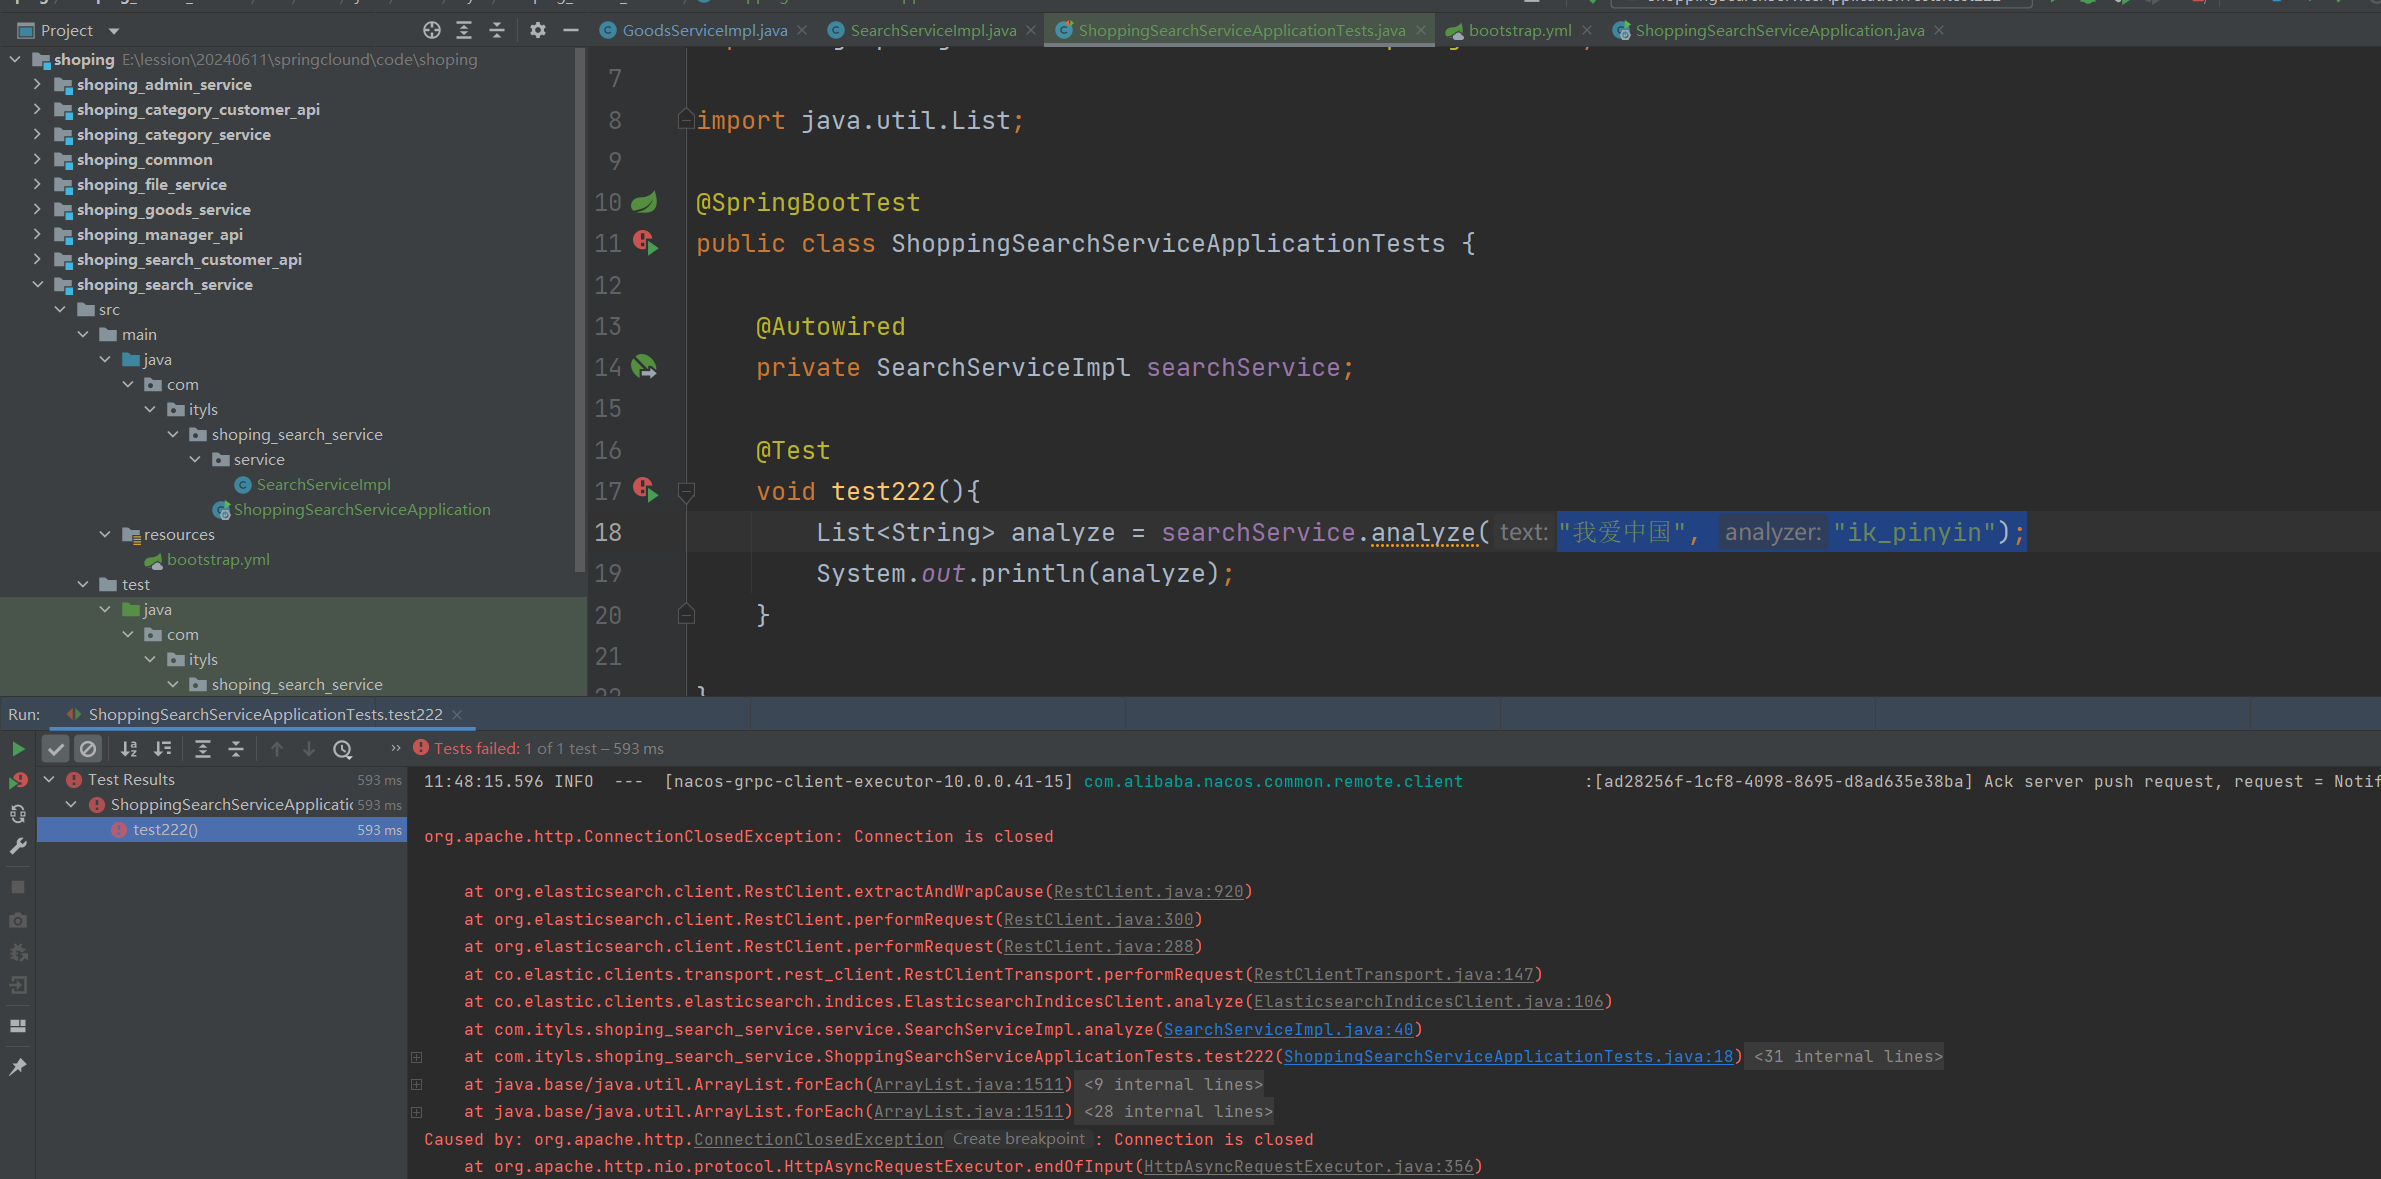 Project
GoodsServiceImpl.java
SearchServiceImpl.java
ShoppingSearchServiceApplicationTests.java
bootstrap.yml
ShoppingSearchServiceApplication.java
shoping E:\lession\20240611\springclound\code\shoping
shoping_admin_service
shoping_category_customer_api
shoping_category_service
shoping_common
shoping_file_service
shoping_goods_service
shoping_manager_api
shoping_search_customer_api
shoping_search_service
src
main
java
com
ityls
shoping_search_service
service
SearchServiceImpl
ShoppingSearchServiceApplication
resources
bootstrap.yml
test
java
com
ityls
shoping_search_service
7
8 import java.util.List;
9
10 @SpringBootTest
11 public class ShoppingSearchServiceApplicationTests {
12
13 @Autowired
14 private SearchServiceImpl searchService;
15
16 @Test
17 void test222(){
18 List<String> analyze = searchService.analyze( text: "我爱中国", analyzer: "ik_pinyin");
19 System.out.println(analyze);
20 }
21
22 }
Run: ShoppingSearchServiceApplicationTests.test222
Tests failed: 1 of 1 test – 593 ms
Test Results 593 ms
ShoppingSearchServiceApplicatic 593 ms
test222() 593 ms
11:48:15.596 INFO --- [nacos-grpc-client-executor-10.0.0.41-15] com.alibaba.nacos.common.remote.client :[ad28256f-1cf8-4098-8695-d8ad635e38ba] Ack server push request, request = Notif
org.apache.http.ConnectionClosedException: Connection is closed
at org.elasticsearch.client.RestClient.extractAndWrapCause(RestClient.java:920)
at org.elasticsearch.client.RestClient.performRequest(RestClient.java:300)
at org.elasticsearch.client.RestClient.performRequest(RestClient.java:288)
at co.elastic.clients.transport.rest_client.RestClientTransport.performRequest(RestClientTransport.java:147)
at co.elastic.clients.elasticsearch.indices.ElasticsearchIndicesClient.analyze(ElasticsearchIndicesClient.java:106)
at com.ityls.shoping_search_service.service.SearchServiceImpl.analyze(SearchServiceImpl.java:40)
at com.ityls.shoping_search_service.ShoppingSearchServiceApplicationTests.test222(ShoppingSearchServiceApplicationTests.java:18) <31 internal lines>
at java.base/java.util.ArrayList.forEach(ArrayList.java:1511) <9 internal lines>
at java.base/java.util.ArrayList.forEach(ArrayList.java:1511) <28 internal lines>
Caused by: org.apache.http.ConnectionClosedException Create breakpoint : Connection is closed
at org.apache.http.nio.protocol.HttpAsyncRequestExecutor.endOfInput(HttpAsyncRequestExecutor.java:356)